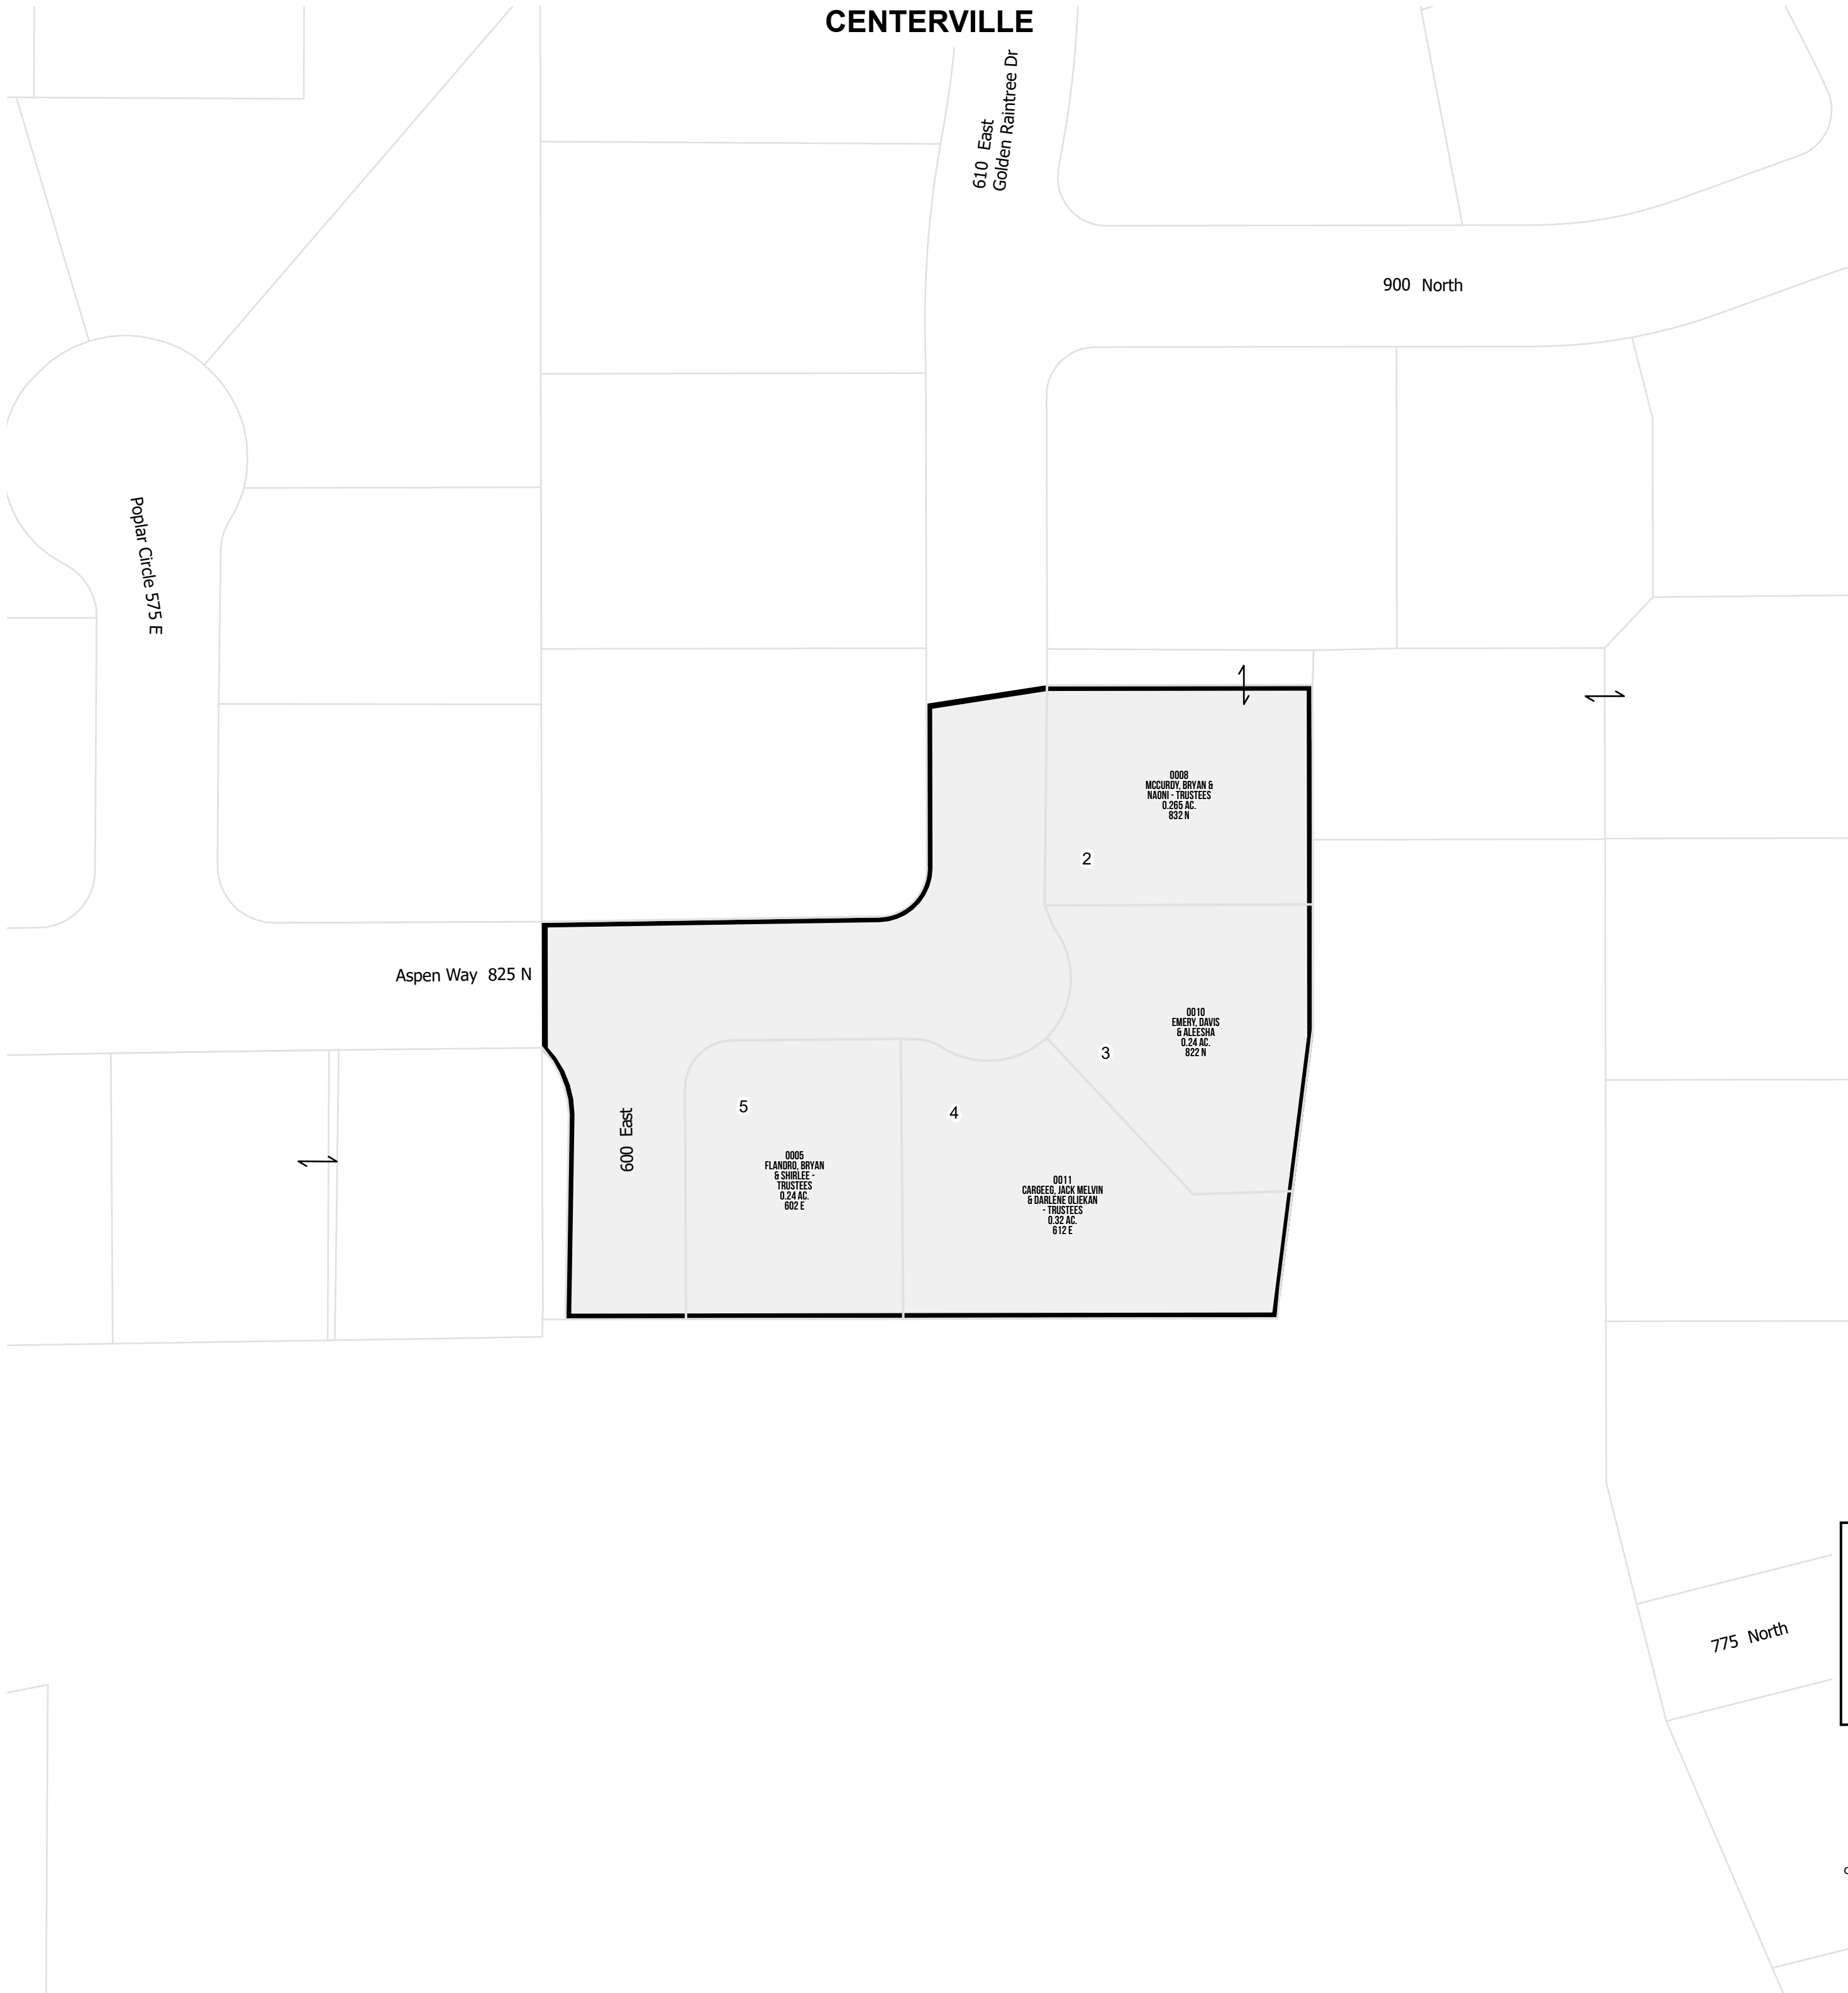 CENTERVILLE
610 East
Golden Raintree Dr
900 North
Poplar Circle 575 E
0008
MCCURDY, BRYAN &
NAONI - TRUSTEES
0.265 AC.
832 N
2
Aspen Way 825 N
0010
EMERY, DAVIS
& ALEESHA
0.24 AC.
822 N
3
5
4
600 East
0005
FLANDRO, BRYAN
& SHIRLEE -
TRUSTEES
0.24 AC.
602 E
0011
CARGEEG, JACK MELVIN
& DARLENE OLIEKAN
- TRUSTEES
0.32 AC.
612 E
775 North